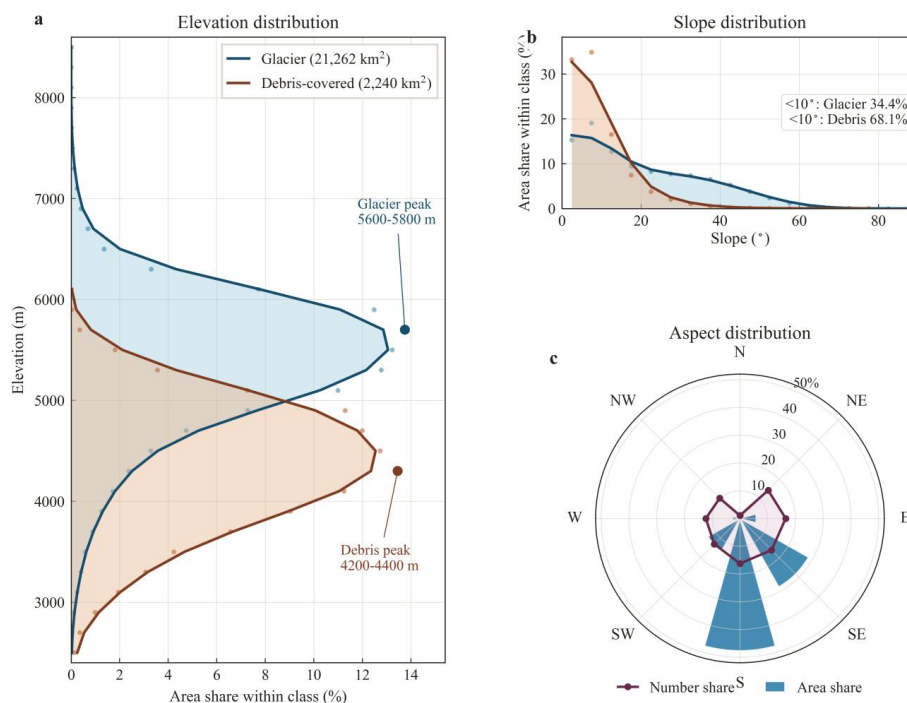 a
Elevation distribution
Glacier (21,262 km²)
Debris-covered (2,240 km²)
8000
7000
6000
5000
4000
3000
Elevation (m)
Glacier peak
5600-5800 m
Debris peak
4200-4400 m
0 2 4 6 8 10 12 14
Area share within class (%)
b
Slope distribution
Area share within class (%)
30
20
10
0
<10°: Glacier 34.4%
<10°: Debris 68.1%
0 20 40 60 80
Slope (°)
Aspect distribution
c
N
NW
NE
50%
40
30
20
10
W
E
SW
SE
S
Number share
Area share